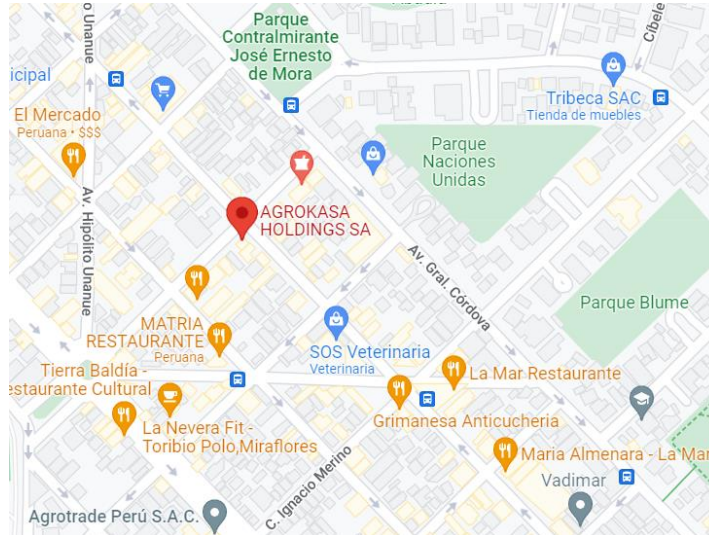 o Unanue
Parque
Contralmirante
José Ernesto
de Mora
Cibele
icipal
El Mercado
Peruana • $$$
Tribeca SAC
Tienda de muebles
Parque
Naciones
Unidas
Av. Hipólito Unanue
AGROKASA
HOLDINGS SA
Av. Gral. Córdova
Parque Blume
MATRIA
RESTAURANTE
Peruana
SOS Veterinaria
Veterinaria
Tierra Baldía -
estaurante Cultural
La Mar Restaurante
La Nevera Fit -
Toribio Polo,Miraflores
Grimanesa Anticucheria
C. Ignacio Merino
Maria Almenara - La Mar
Vadimar
Agrotrade Perú S.A.C.